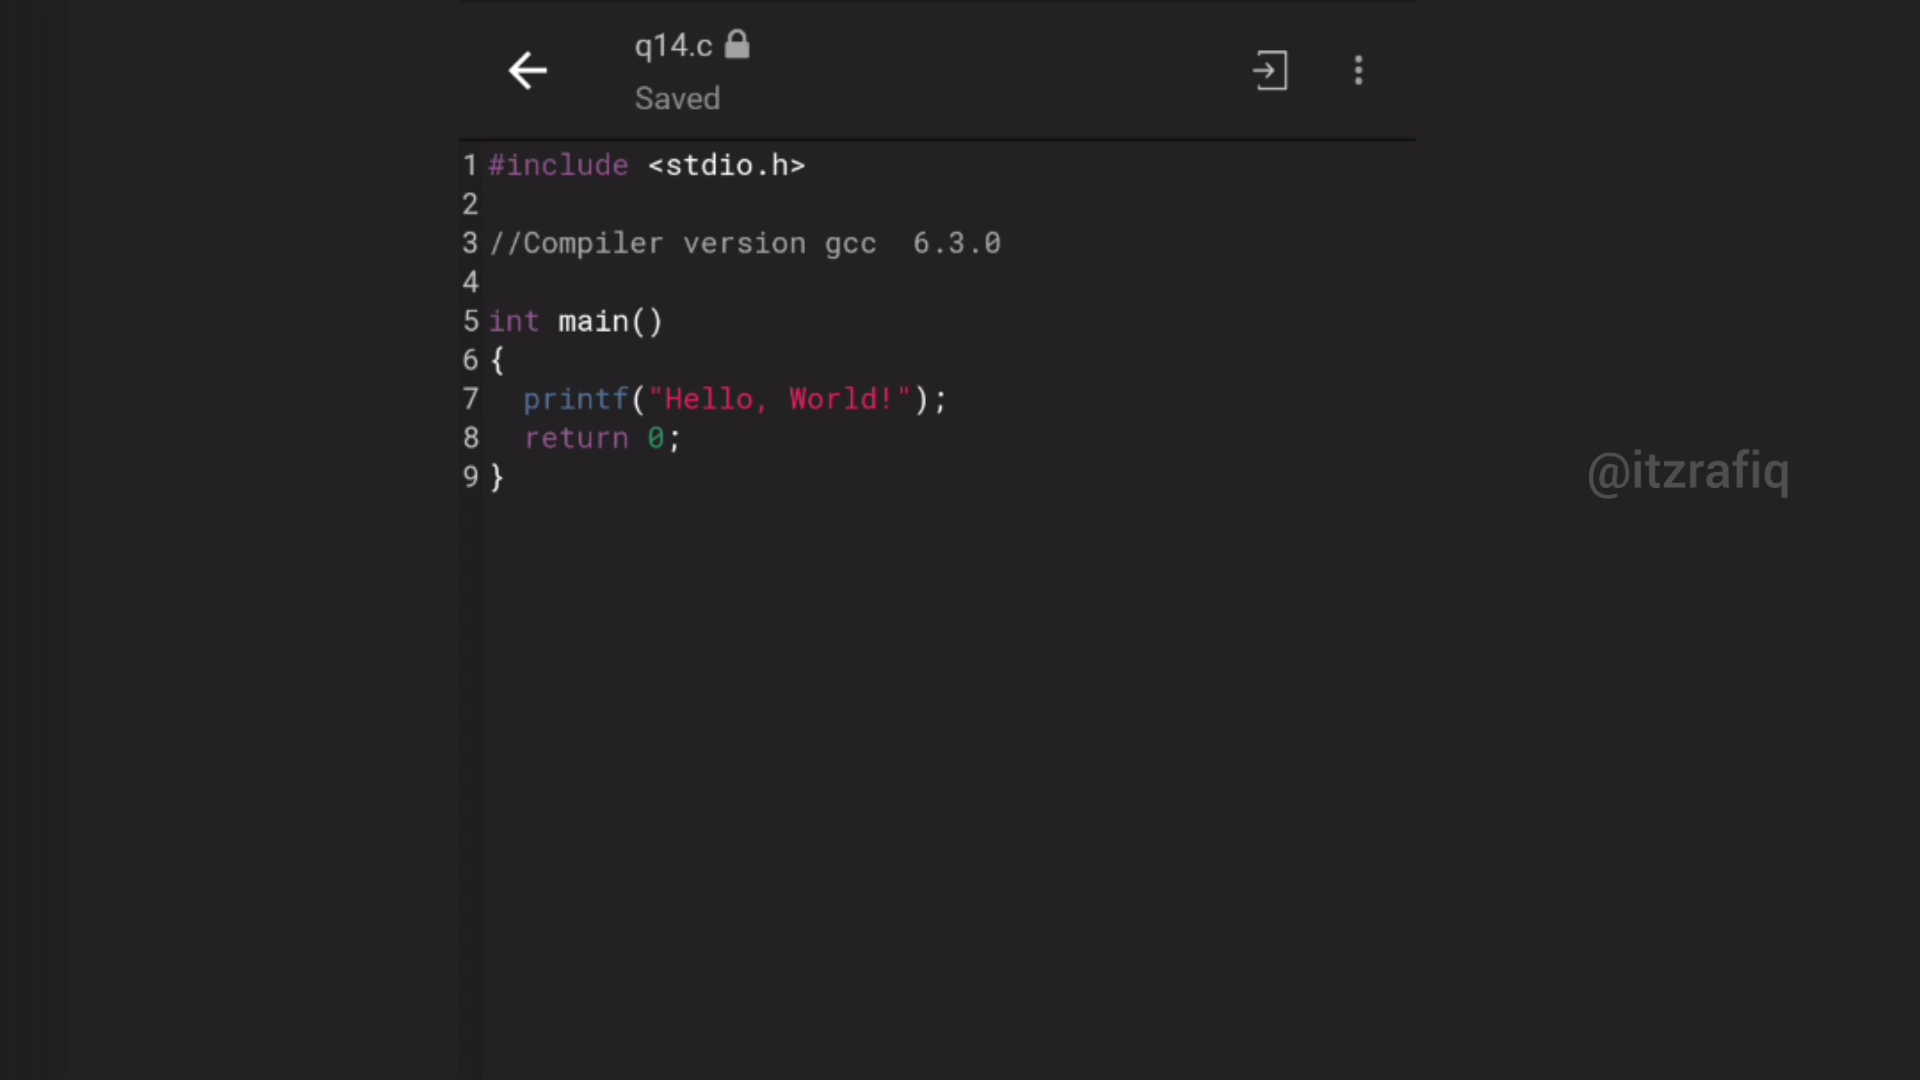 q14.c
Saved
1 #include <stdio.h>
2
3 //Compiler version gcc  6.3.0
4
5 int main()
6 {
7   printf("Hello, World!");
8   return 0;
9 }
@itzrafiq